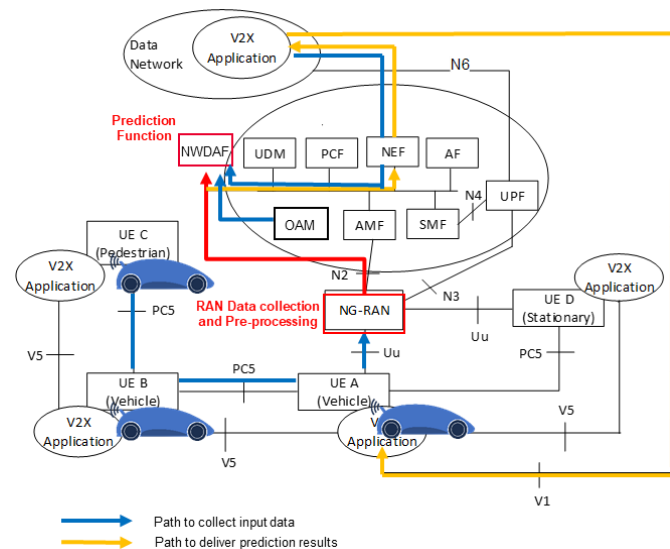 Data
Network
V2X
Application
N6
Prediction
Function
NWDAF
UDM
PCF
NEF
AF
OAM
AMF
SMF
N4
UPF
UE C
(Pedestrian)
V2X
Application
N2
N3
RAN Data collection
and Pre-processing
NG-RAN
V2X
Application
UE D
(Stationary)
PC5
Uu
Uu
PC5
V5
PC5
UE B
(Vehicle)
UE A
(Vehicle)
V2X
Application
V5
Application
V5
V1
Path to collect input data
Path to deliver prediction results